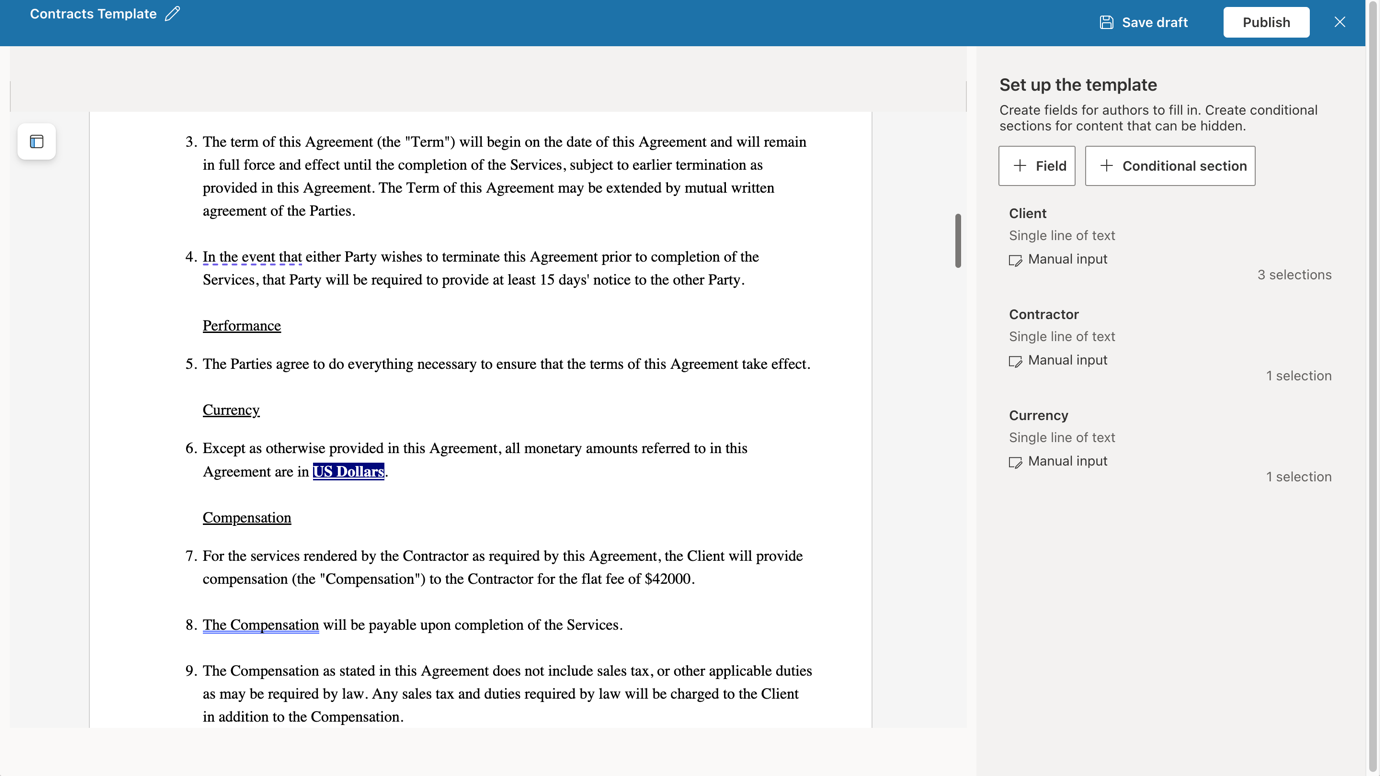 Contracts Template
Save draft
Publish
3. The term of this Agreement (the "Term") will begin on the date of this Agreement and will remain
in full force and effect until the completion of the Services, subject to earlier termination as
provided in this Agreement. The Term of this Agreement may be extended by mutual written
agreement of the Parties.
4. In the event that either Party wishes to terminate this Agreement prior to completion of the
Services, that Party will be required to provide at least 15 days' notice to the other Party.
Performance
5. The Parties agree to do everything necessary to ensure that the terms of this Agreement take effect.
Currency
6. Except as otherwise provided in this Agreement, all monetary amounts referred to in this
Agreement are in US Dollars.
Compensation
7. For the services rendered by the Contractor as required by this Agreement, the Client will provide
compensation (the "Compensation") to the Contractor for the flat fee of $42000.
8. The Compensation will be payable upon completion of the Services.
9. The Compensation as stated in this Agreement does not include sales tax, or other applicable duties
as may be required by law. Any sales tax and duties required by law will be charged to the Client
in addition to the Compensation.
Set up the template
Create fields for authors to fill in. Create conditional
sections for content that can be hidden.
+ Field
+ Conditional section
Client
Single line of text
Manual input
3 selections
Contractor
Single line of text
Manual input
1 selection
Currency
Single line of text
Manual input
1 selection